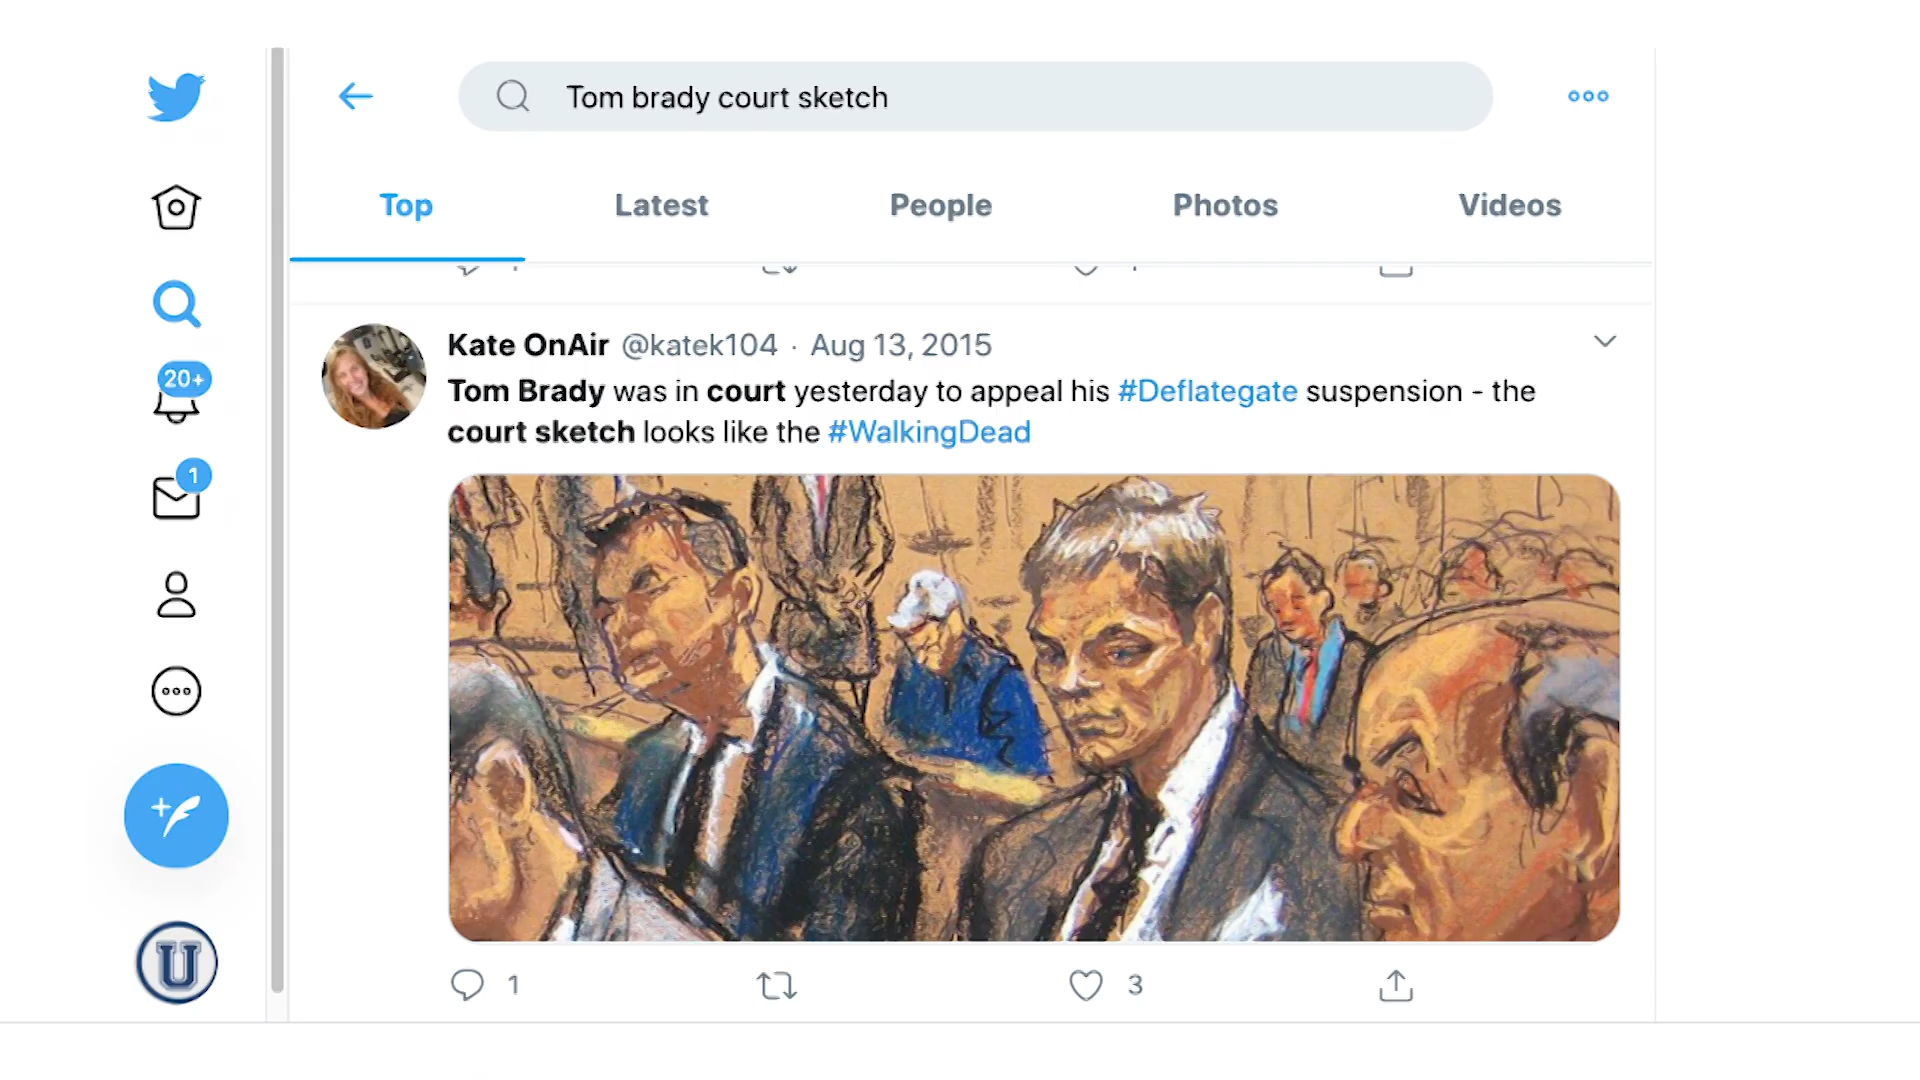 Tom brady court sketch
Top Latest People Photos Videos
20+
1
Kate OnAir @katek104 · Aug 13, 2015
Tom Brady was in court yesterday to appeal his #Deflategate suspension - the
court sketch looks like the #WalkingDead
1 3
U